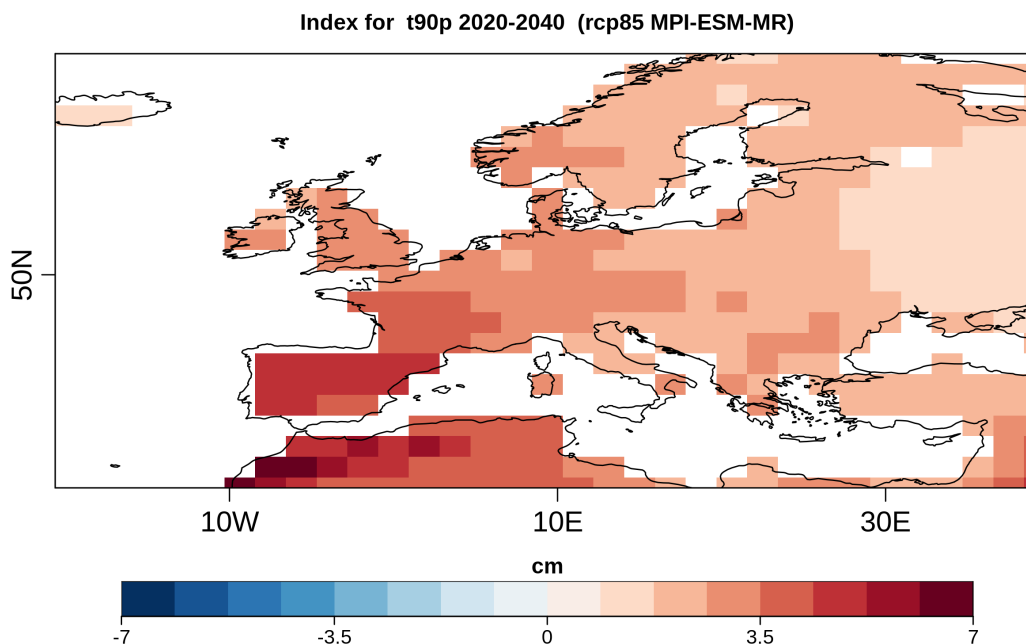 Index for t90p 2020-2040 (rcp85 MPI-ESM-MR)
50N
10W 10E 30E
cm
-7 -3.5 0 3.5 7